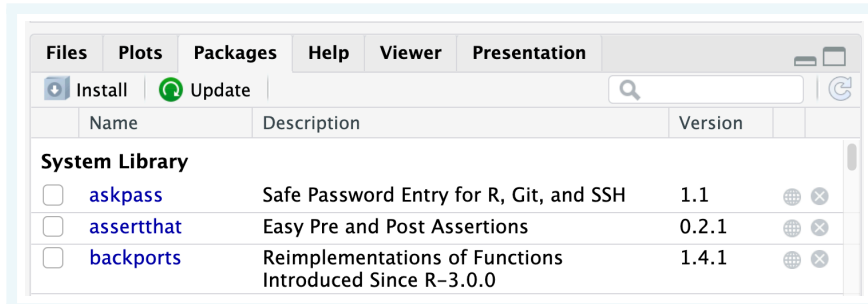 Files Plots Packages Help Viewer Presentation
Install Update
Name Description Version
System Library
askpass Safe Password Entry for R, Git, and SSH 1.1
assertthat Easy Pre and Post Assertions 0.2.1
backports Reimplementations of Functions 1.4.1
Introduced Since R-3.0.0